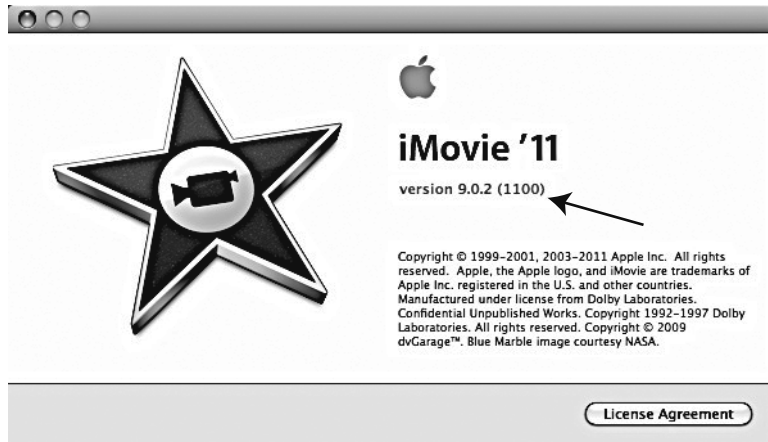 iMovie '11
version 9.0.2 (1100)
Copyright © 1999–2001, 2003–2011 Apple Inc. All rights
reserved. Apple, the Apple logo, and iMovie are trademarks of
Apple Inc. registered in the U.S. and other countries.
Manufactured under license from Dolby Laboratories.
Confidential Unpublished Works. Copyright 1992–1997 Dolby
Laboratories. All rights reserved. Copyright © 2009
dvGarage™. Blue Marble image courtesy NASA.
License Agreement